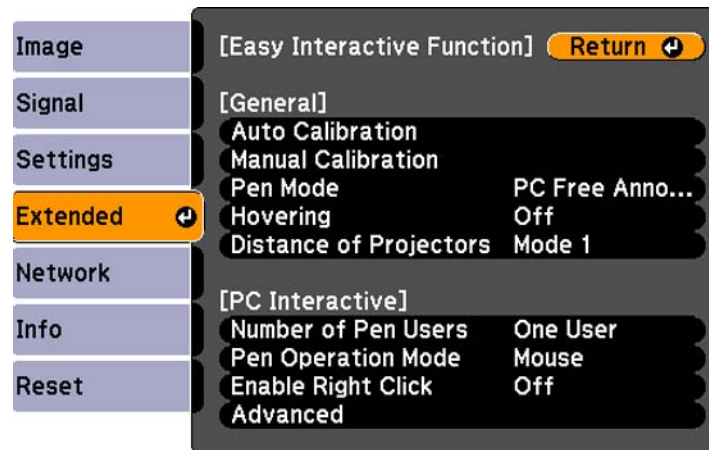 Image
Signal
Settings
Extended
Network
Info
Reset
[Easy Interactive Function] Return
[General]
Auto Calibration
Manual Calibration
Pen Mode PC Free Anno...
Hovering Off
Distance of Projectors Mode 1
[PC Interactive]
Number of Pen Users One User
Pen Operation Mode Mouse
Enable Right Click Off
Advanced